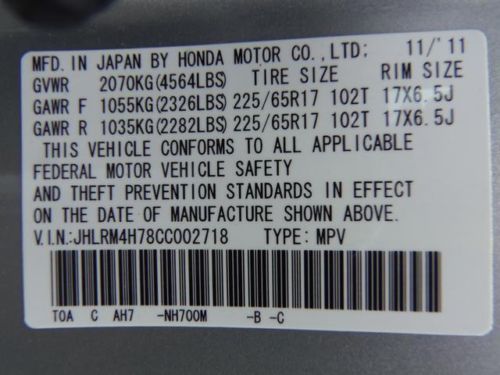 MFD. IN JAPAN BY HONDA MOTOR CO., LTD: 11/'11
GVWR 2070KG(4564LBS) TIRE SIZE RIM SIZE
GAWR F 1055KG(2326LBS) 225/65R17 102T 17X6.5J
GAWR R 1035KG(2282LBS) 225/65R17 102T 17X6.5J
THIS VEHICLE CONFORMS TO ALL APPLICABLE
FEDERAL MOTOR VEHICLE SAFETY
AND THEFT PREVENTION STANDARDS IN EFFECT
ON THE DATE OF MANUFACTURE SHOWN ABOVE.
V.I.N.:JHLRM4H78CC002718 TYPE: MPV
TOA C AH7 -NH700M -B -C